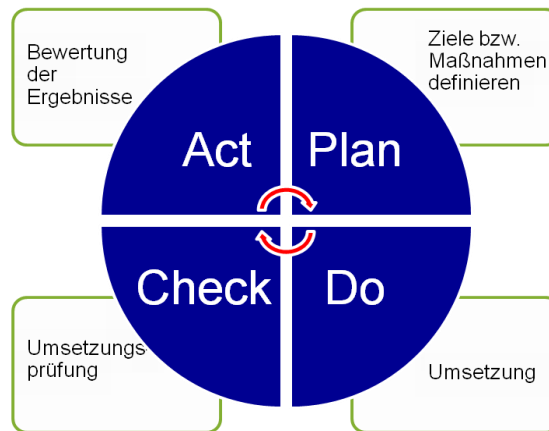 Bewertung
der
Ergebnisse
Ziele bzw.
Maßnahmen
definieren
Act
Plan
Check
Do
Umsetzungs
prüfung
Umsetzung